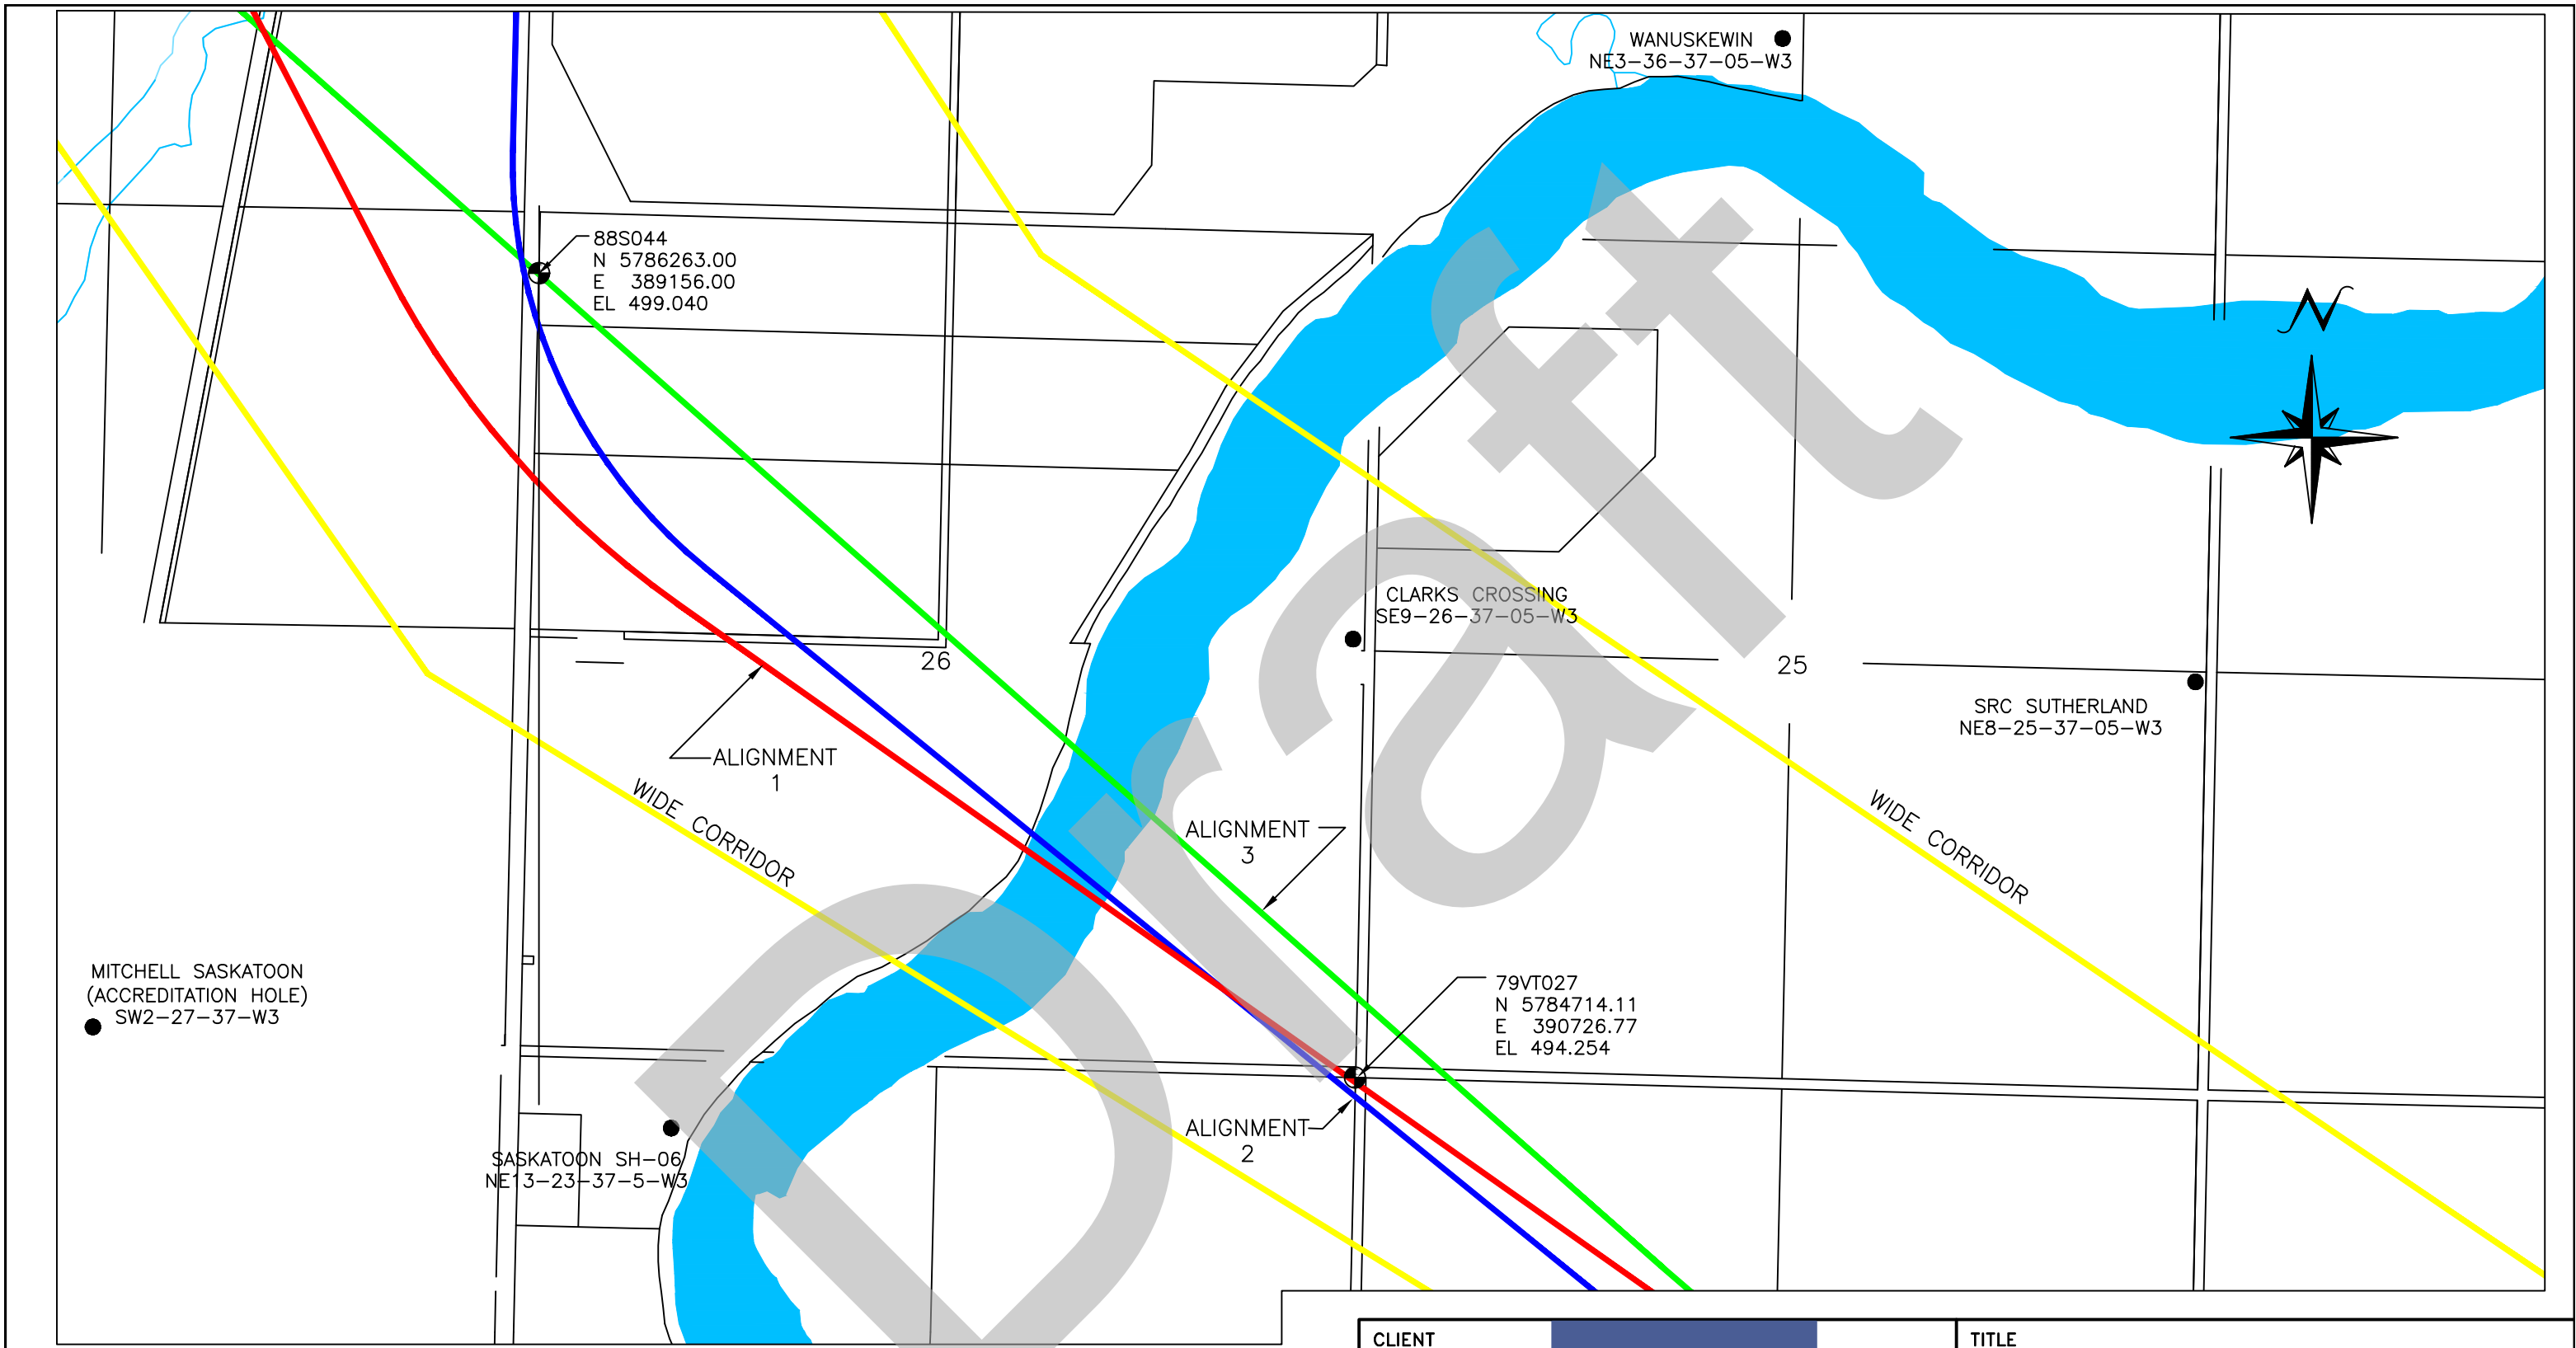 WANUSKEWIN
NE3-36-37-05-W3
88S044
N 5786263.00
E 389156.00
EL 499.040
N
CLARKS CROSSING
SE9-26-37-05-W3
26
25
SRC SUTHERLAND
NE8-25-37-05-W3
ALIGNMENT
1
WIDE CORRIDOR
ALIGNMENT
3
WIDE CORRIDOR
MITCHELL SASKATOON
(ACCREDITATION HOLE)
SW2-27-37-W3
79VT027
N 5784714.11
E 390726.77
EL 494.254
ALIGNMENT
2
SASKATOON SH-06
NE13-23-37-5-W3
Draft
CLIENT
TITLE